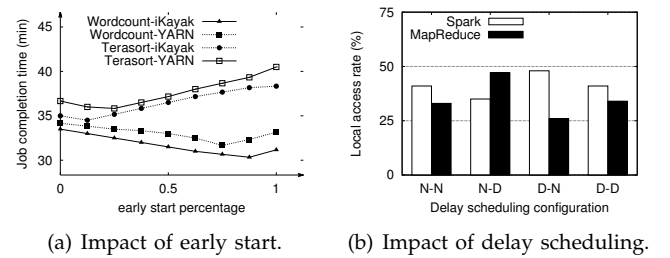 Wordcount-iKayak
Wordcount-YARN
Terasort-iKayak
Terasort-YARN
Job completion time (min)
45
40
35
30
0
0.5
1
early start percentage
(a) Impact of early start.
Spark
MapReduce
Local access rate (%)
75
50
25
0
N-N N-D D-N D-D
Delay scheduling configuration
(b) Impact of delay scheduling.